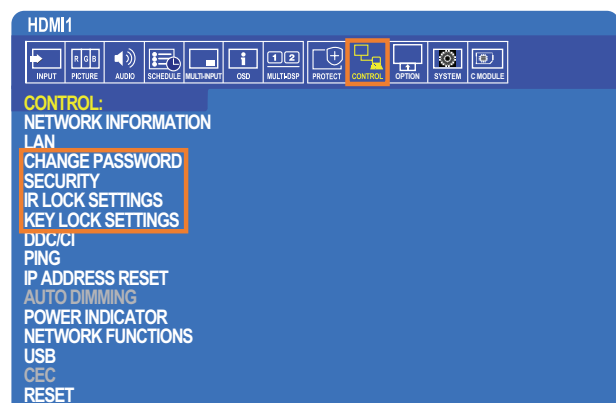 HDMI1
R G B 1 2
INPUT PICTURE AUDIO SCHEDULE MULTI-INPUT OSD MULTI-DSP PROTECT CONTROL OPTION SYSTEM C MODULE
CONTROL:
NETWORK INFORMATION
LAN
CHANGE PASSWORD
SECURITY
IR LOCK SETTINGS
KEY LOCK SETTINGS
DDC/CI
PING
IP ADDRESS RESET
AUTO DIMMING
POWER INDICATOR
NETWORK FUNCTIONS
USB
CEC
RESET